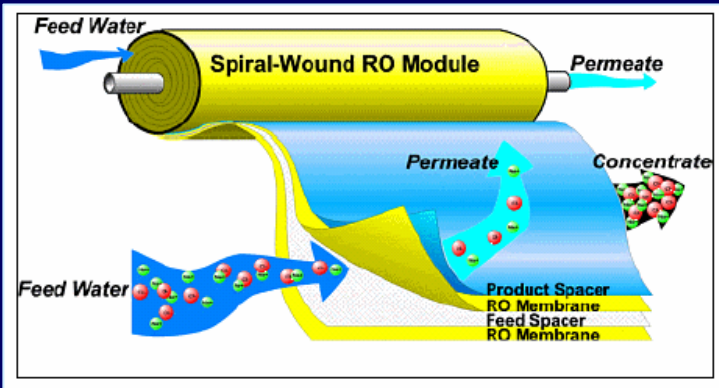 Feed Water
Spiral-Wound RO Module
Permeate
Permeate
Concentrate
Feed Water
Product Spacer
RO Membrane
Feed Spacer
RO Membrane